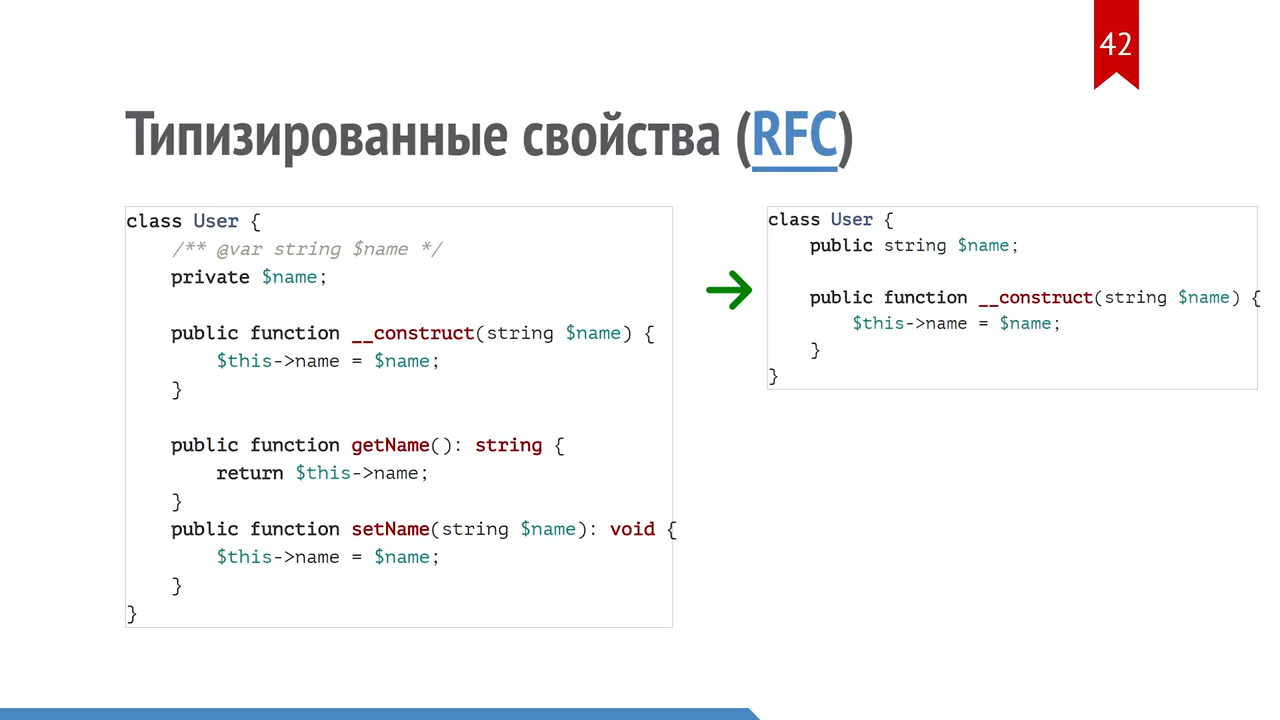 42
Типизированные свойства (RFC)
class User {
    /** @var string $name */
    private $name;

    public function __construct(string $name) {
        $this->name = $name;
    }

    public function getName(): string {
        return $this->name;
    }
    public function setName(string $name): void {
        $this->name = $name;
    }
}
class User {
    public string $name;

    public function __construct(string $name) {
        $this->name = $name;
    }
}